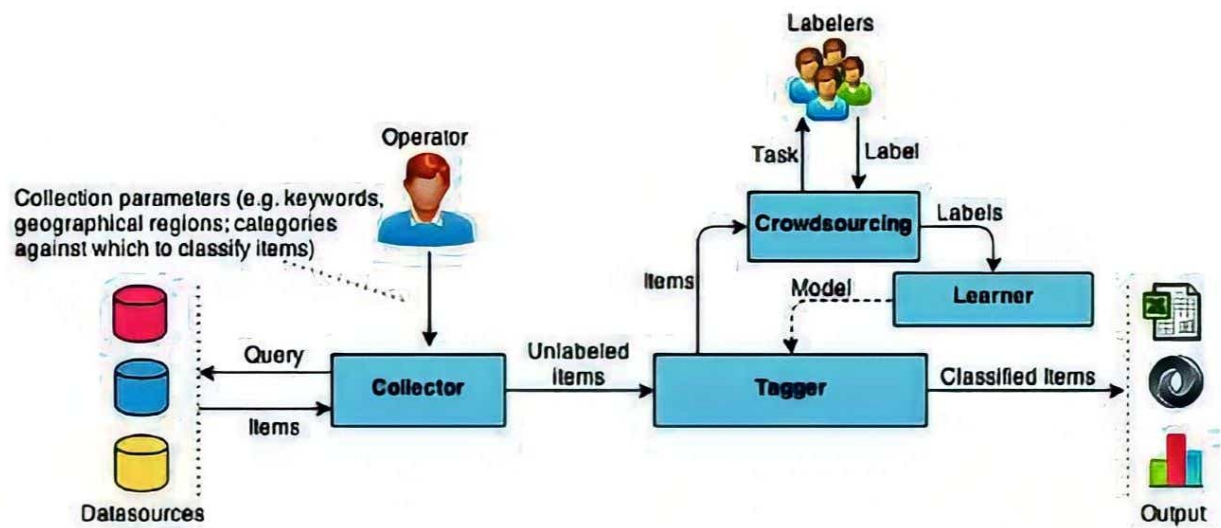 Labelers
Operator
Task
Label
Collection parameters (e.g. keywords,
geographical regions; categories
against which to classify items)
Crowdsourcing
Labels
Items
Model
Learner
Query
Collector
Unlabeled
items
Tagger
Classified items
Items
Datasources
Output